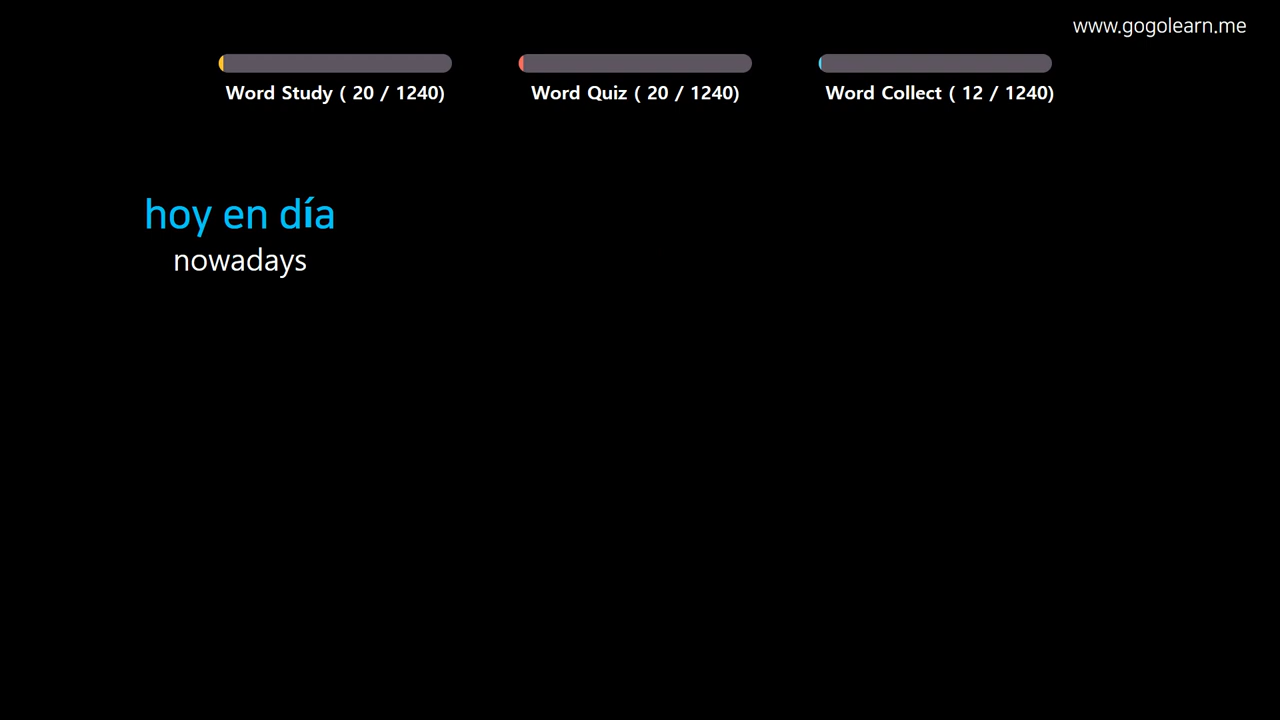 www.gogolearn.me
Word Study ( 20 / 1240)
Word Quiz ( 20 / 1240)
Word Collect ( 12 / 1240)
hoy en día
nowadays